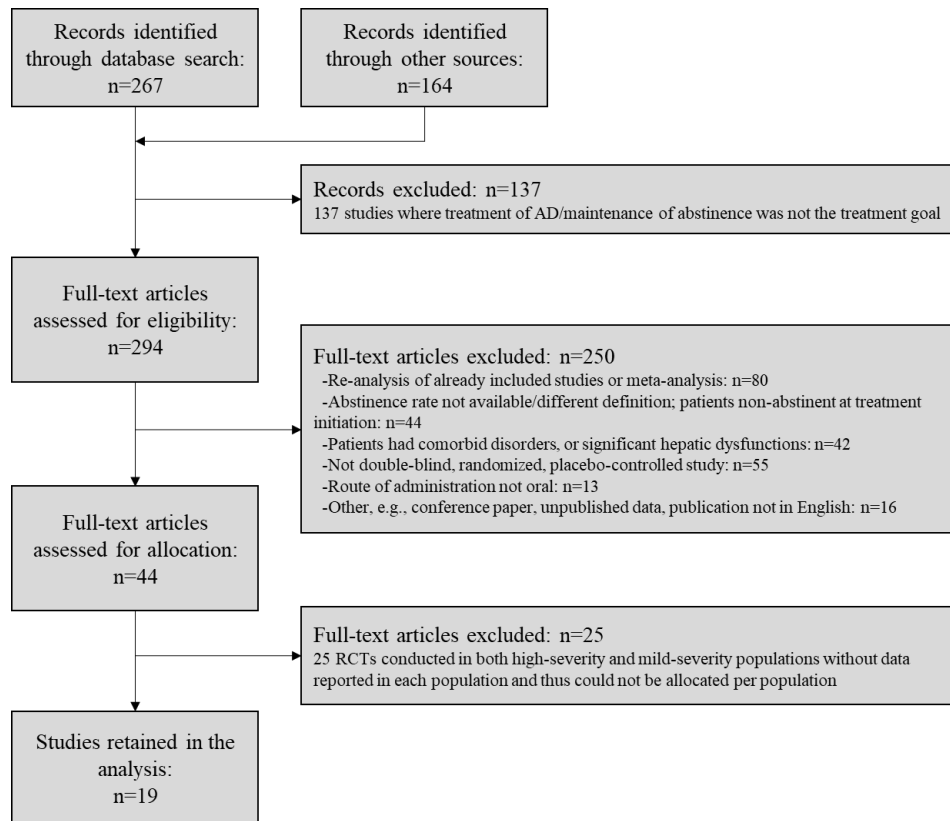 Records identified
through database search:
n=267
Records identified
through other sources:
n=164
Records excluded: n=137
137 studies where treatment of AD/maintenance of abstinence was not the treatment goal
Full-text articles
assessed for eligibility:
n=294
Full-text articles excluded: n=250
-Re-analysis of already included studies or meta-analysis: n=80
-Abstinence rate not available/different definition; patients non-abstinent at treatment
initiation: n=44
-Patients had comorbid disorders, or significant hepatic dysfunctions: n=42
-Not double-blind, randomized, placebo-controlled study: n=55
-Route of administration not oral: n=13
-Other, e.g., conference paper, unpublished data, publication not in English: n=16
Full-text articles
assessed for allocation:
n=44
Full-text articles excluded: n=25
25 RCTs conducted in both high-severity and mild-severity populations without data
reported in each population and thus could not be allocated per population
Studies retained in the
analysis:
n=19